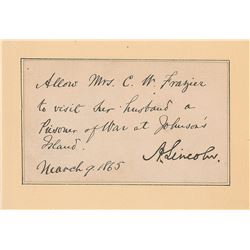 Allow Mrs. C. W. Frazier
to visit her husband a
Prisoner of War at Johnson's
Island.
A. Lincoln.
March 9. 1865